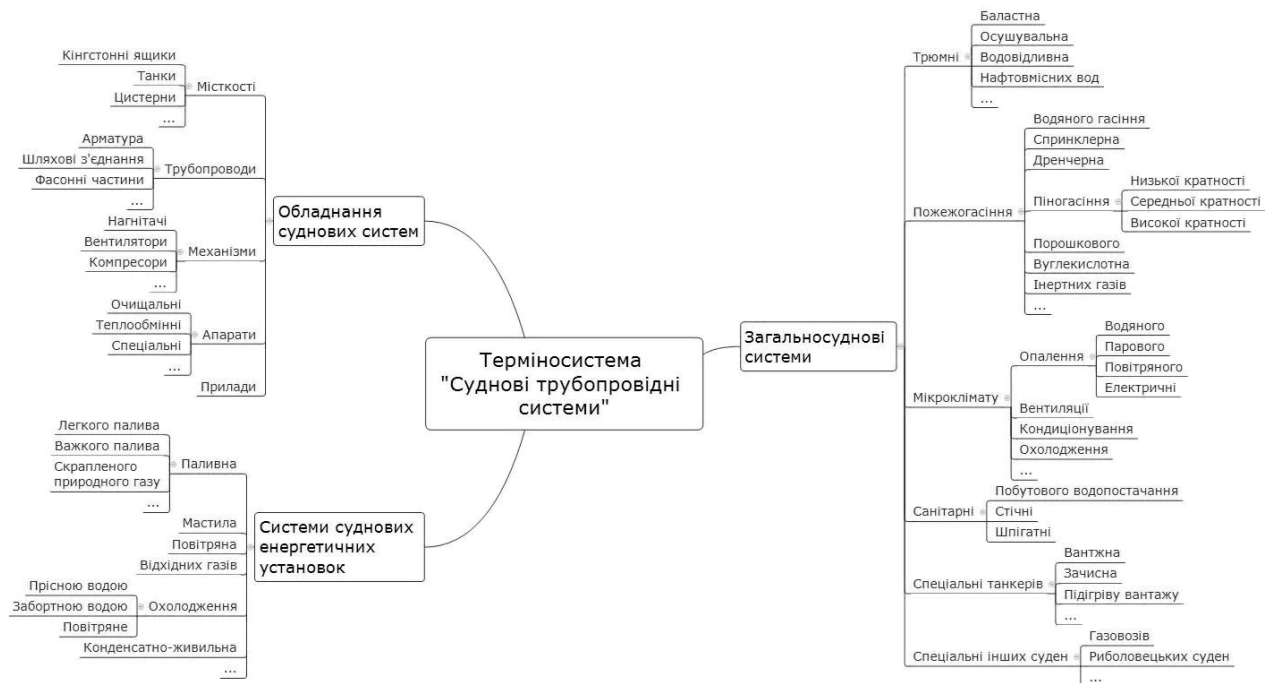 Термiносистема
"Суднові трубопровідні
системи"
Обладнання
суднових систем
Місткості
Кінгстонні ящики
Танки
Цистерни
...
Трубопроводи
Арматура
Шляхові з'єднання
Фасонні частини
...
Механізми
Нагнітачі
Вентилятори
Компресори
...
Апарати
Очищальні
Теплообмінні
Спеціальні
...
Прилади
Системи суднових
енергетичних
установок
Паливна
Легкого палива
Важкого палива
Скрапленого
природного газу
...
Мастила
Повітряна
Відхідних газів
Охолодження
Прісною водою
Забортною водою
Повітряне
Конденсатно-живильна
...
Загальносуднові
системи
Трюмні
Баластна
Осушувальна
Водовідливна
Нафтовмісних вод
...
Пожежогасіння
Водяного гасіння
Спринклерна
Дренчерна
Піногасіння
Низької кратності
Середньої кратності
Високої кратності
Порошкового
Вуглекислотна
Інертних газів
...
Мікроклімату
Опалення
Водяного
Парового
Повітряного
Електричні
Вентиляції
Кондиціонування
Охолодження
...
Санітарні
Побутового водопостачання
Стічні
Шпігатні
Спеціальні танкерів
Вантжна
Зачисна
Підігріву вантажу
...
Спеціальні інших суден
Газовозів
Риболовецьких суден
...